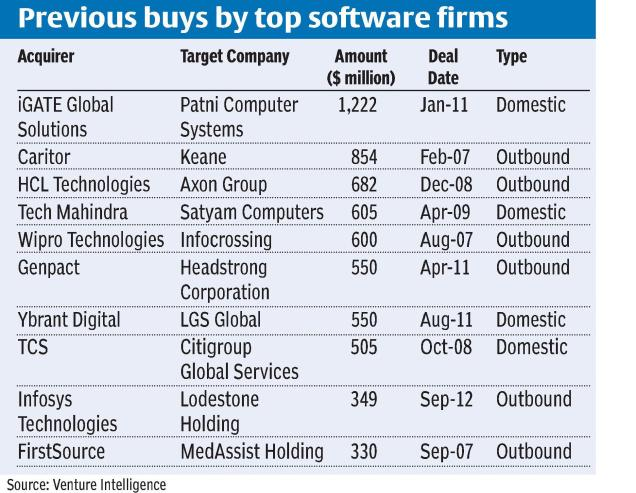 Previous buys by top software firms
Acquirer Target Company Amount Deal Type
($ million) Date
iGATE Global Patni Computer 1,222 Jan-11 Domestic
Solutions Systems
Caritor Keane 854 Feb-07 Outbound
HCL Technologies Axon Group 682 Dec-08 Outbound
Tech Mahindra Satyam Computers 605 Apr-09 Domestic
Wipro Technologies Infocrossing 600 Aug-07 Outbound
Genpact Headstrong 550 Apr-11 Outbound
Corporation
Ybrant Digital LGS Global 550 Aug-11 Domestic
TCS Citigroup 505 Oct-08 Domestic
Global Services
Infosys Lodestone 349 Sep-12 Outbound
Technologies Holding
FirstSource MedAssist Holding 330 Sep-07 Outbound
Source: Venture Intelligence